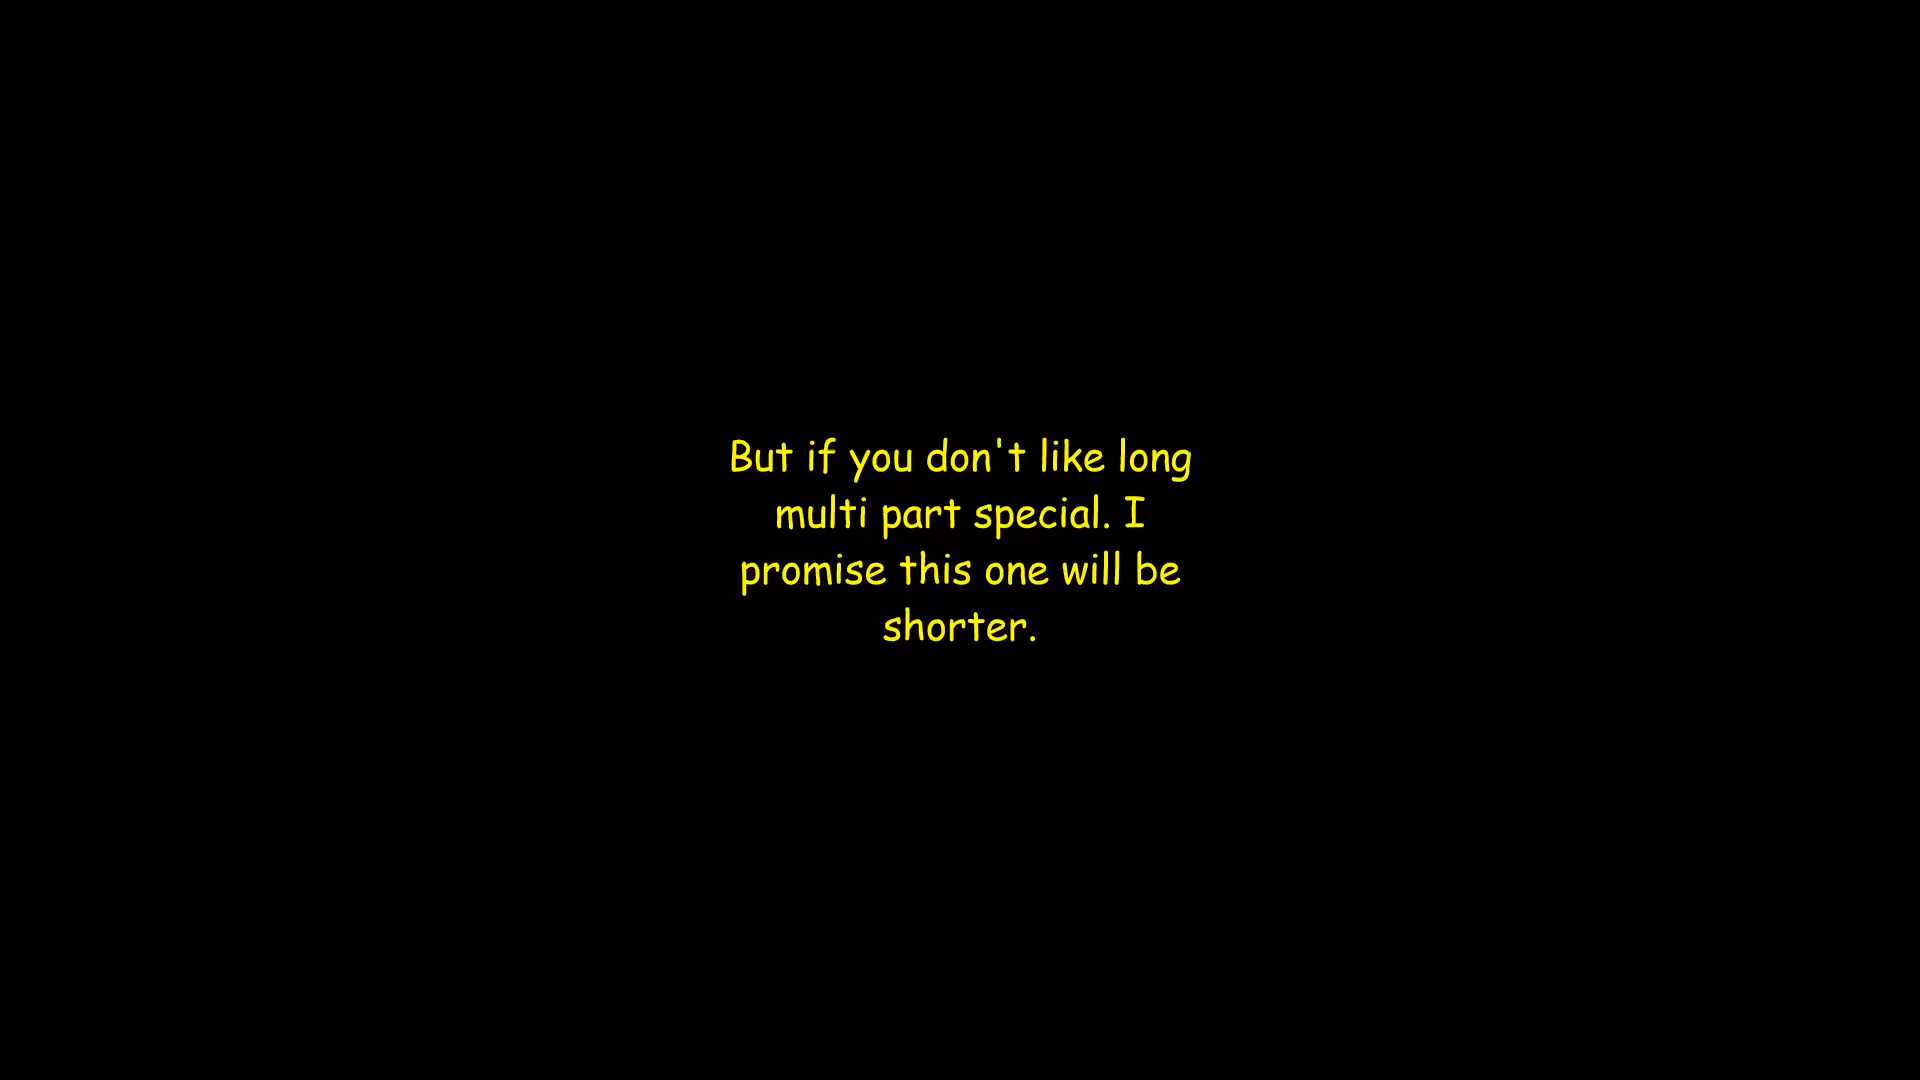 But if you don't like long
multi part special. I
promise this one will be
shorter.